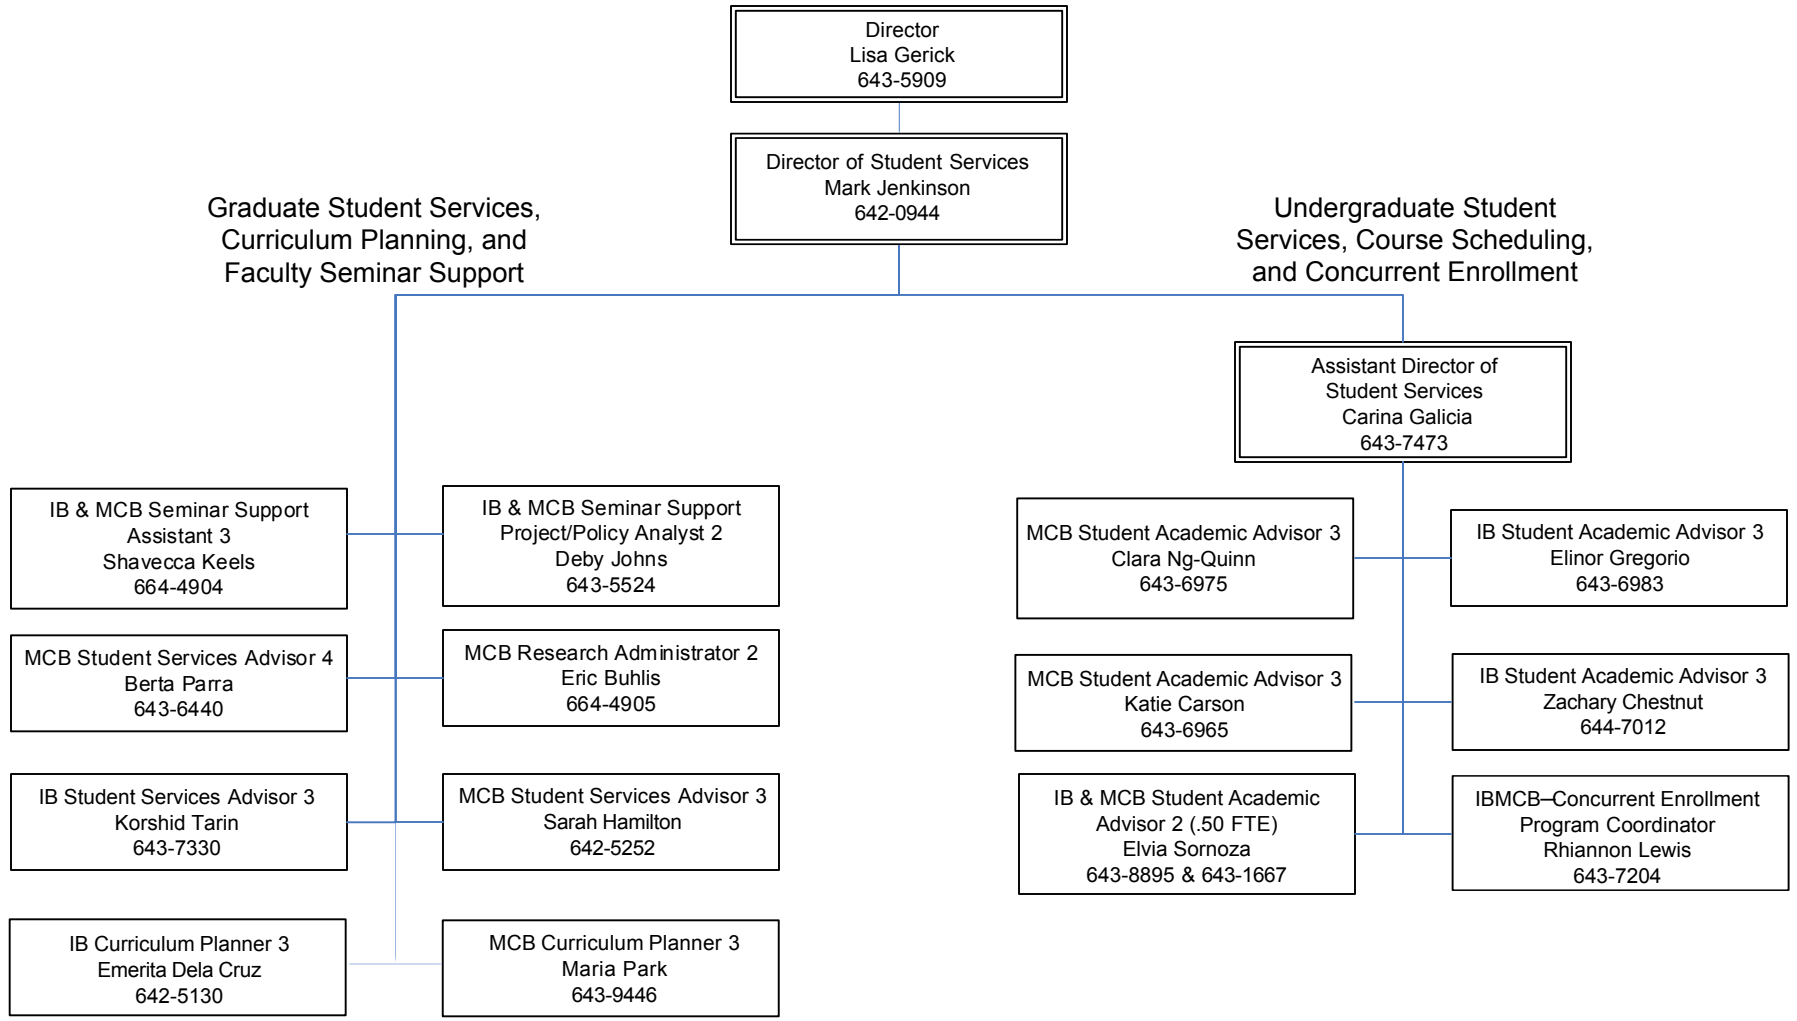 Director
Lisa Gerick
643-5909
Director of Student Services
Mark Jenkinson
642-0944
Graduate Student Services,
Curriculum Planning, and
Faculty Seminar Support
Undergraduate Student
Services, Course Scheduling,
and Concurrent Enrollment
Assistant Director of
Student Services
Carina Galicia
643-7473
IB & MCB Seminar Support
Assistant 3
Shavecca Keels
664-4904
IB & MCB Seminar Support
Project/Policy Analyst 2
Deby Johns
643-5524
MCB Student Services Advisor 4
Berta Parra
643-6440
MCB Research Administrator 2
Eric Buhlis
664-4905
IB Student Services Advisor 3
Korshid Tarin
643-7330
MCB Student Services Advisor 3
Sarah Hamilton
642-5252
IB Curriculum Planner 3
Emerita Dela Cruz
642-5130
MCB Curriculum Planner 3
Maria Park
643-9446
MCB Student Academic Advisor 3
Clara Ng-Quinn
643-6975
IB Student Academic Advisor 3
Elinor Gregorio
643-6983
MCB Student Academic Advisor 3
Katie Carson
643-6965
IB Student Academic Advisor 3
Zachary Chestnut
644-7012
IB & MCB Student Academic
Advisor 2 (.50 FTE)
Elvia Sornoza
643-8895 & 643-1667
IBMCB—Concurrent Enrollment
Program Coordinator
Rhiannon Lewis
643-7204